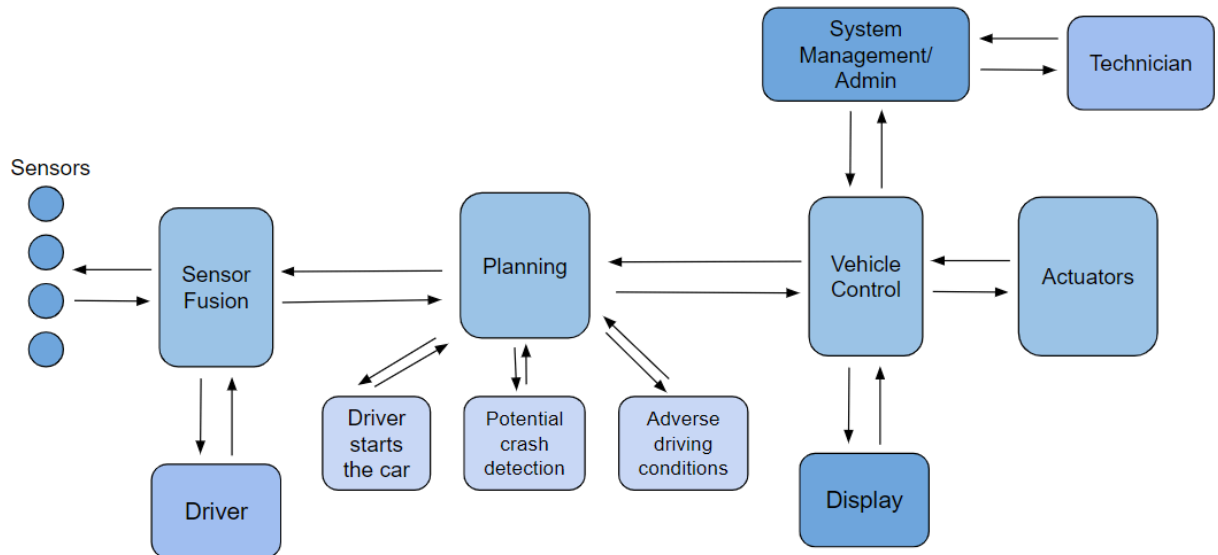 System
Management/
Admin
Technician
Sensors
Sensor
Fusion
Planning
Vehicle
Control
Actuators
Driver
starts
the car
Potential
crash
detection
Adverse
driving
conditions
Driver
Display